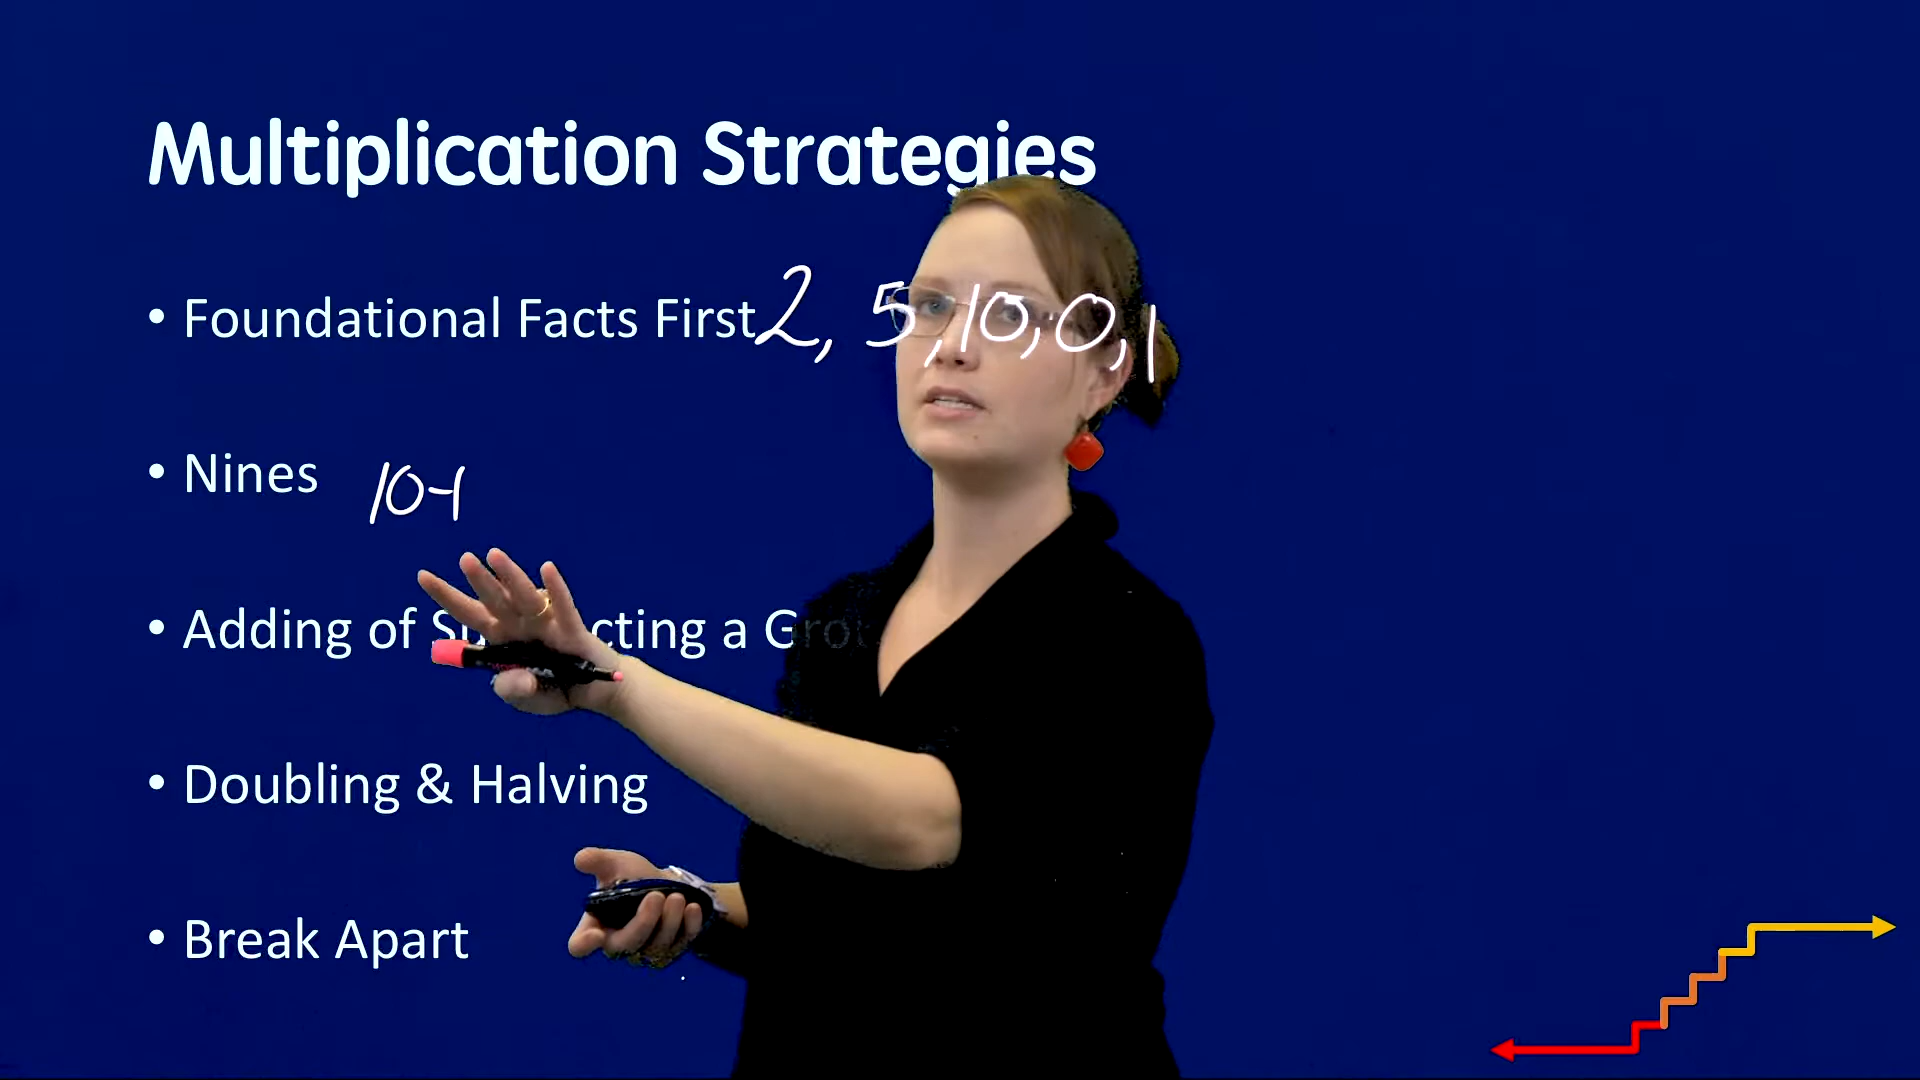 Multiplication Strategies
• Foundational Facts First 2, 5, 10, 0, 1
• Nines 10-1
• Adding of a
• Doubling & Halving
• Break Apart